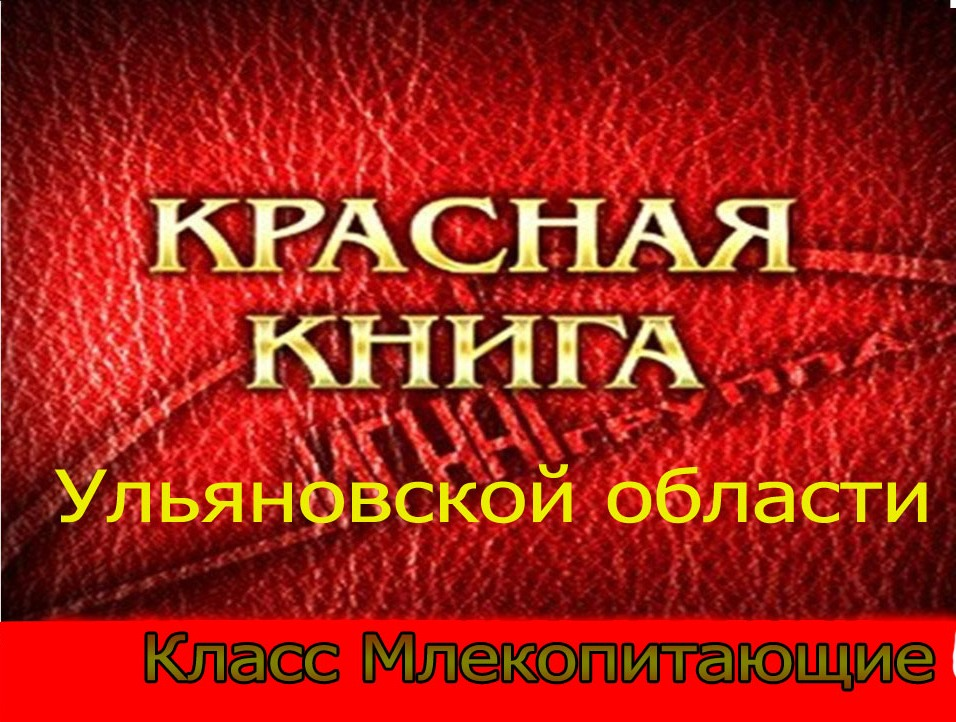 КРАСНАЯ
КНИГА
Ульяновской области
Класс Млекопитающие